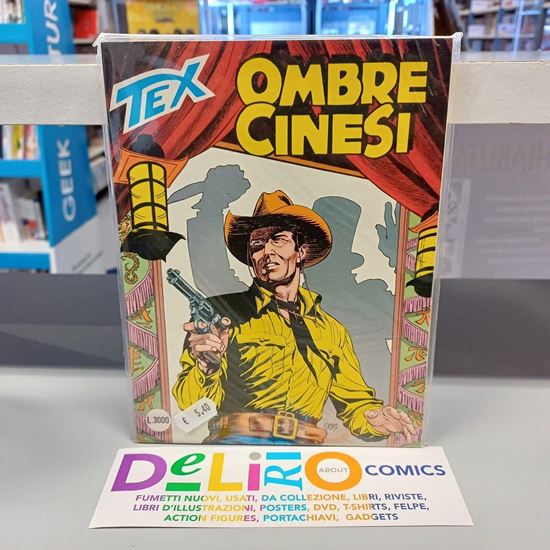 TEX
OMBRE
CINESI
GEEK
L.3000
€ 5,40
DELIRIO
ABOUT
COMICS
FUMETTI NUOVI, USATI, DA COLLEZIONE, LIBRI, RIVISTE,
LIBRI D'ILLUSTRAZIONI, POSTERS, DVD, T-SHIRTS, FELPE,
ACTION FIGURES, PORTACHIAVI, GADGETS